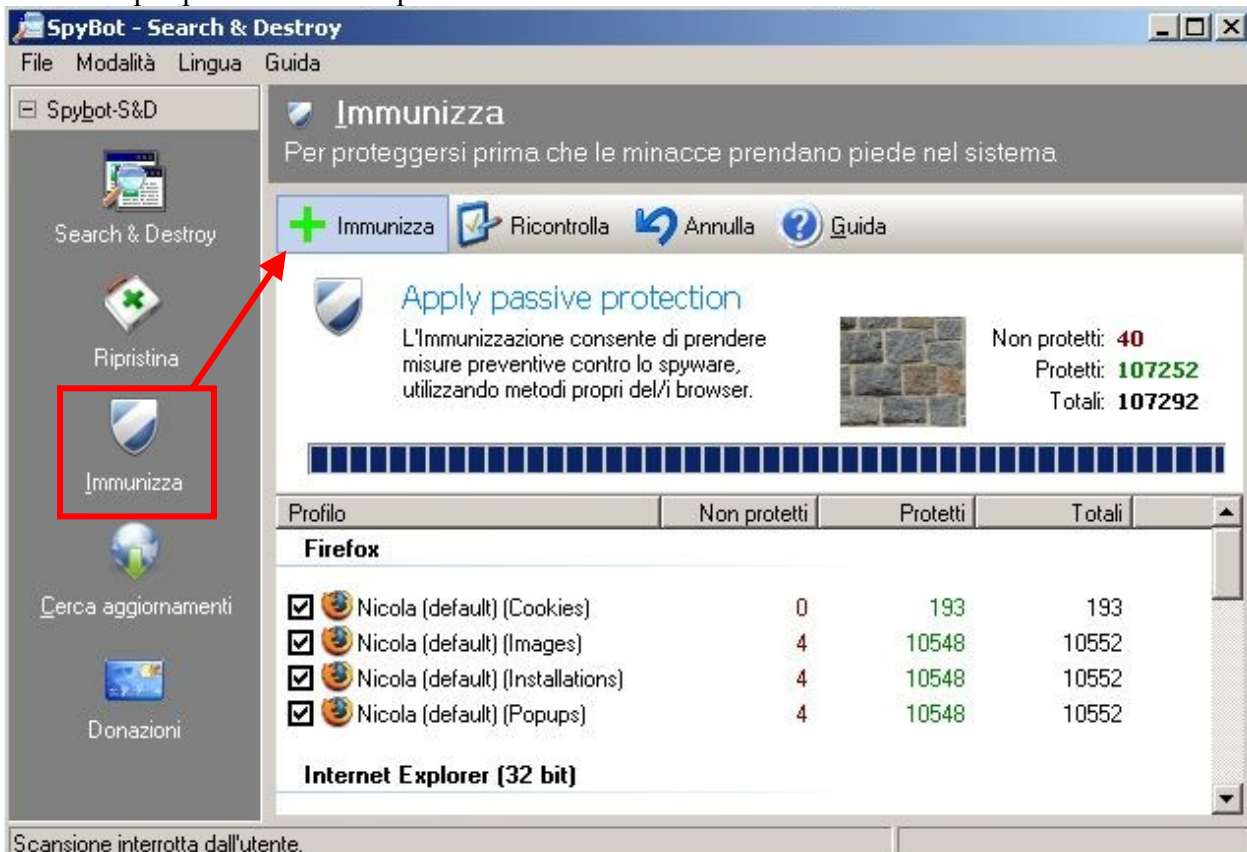 SpyBot - Search & Destroy
File Modalità Lingua Guida
Spybot-S&D
Search & Destroy
Ripristina
Immunizza
Cerca aggiornamenti
Donazioni
Immunizza
Per proteggersi prima che le minacce prendano piede nel sistema
Immunizza Ricontrolla Annulla Guida
Apply passive protection
L'Immunizzazione consente di prendere
misure preventive contro lo spyware,
utilizzando metodi propri del/i browser.
Non protetti: 40
Protetti: 107252
Totali: 107292
Profilo Non protetti Protetti Totali
Firefox
Nicola (default) (Cookies) 0 193 193
Nicola (default) (Images) 4 10548 10552
Nicola (default) (Installations) 4 10548 10552
Nicola (default) (Popups) 4 10548 10552
Internet Explorer (32 bit)
Scansione interrotta dall'utente.